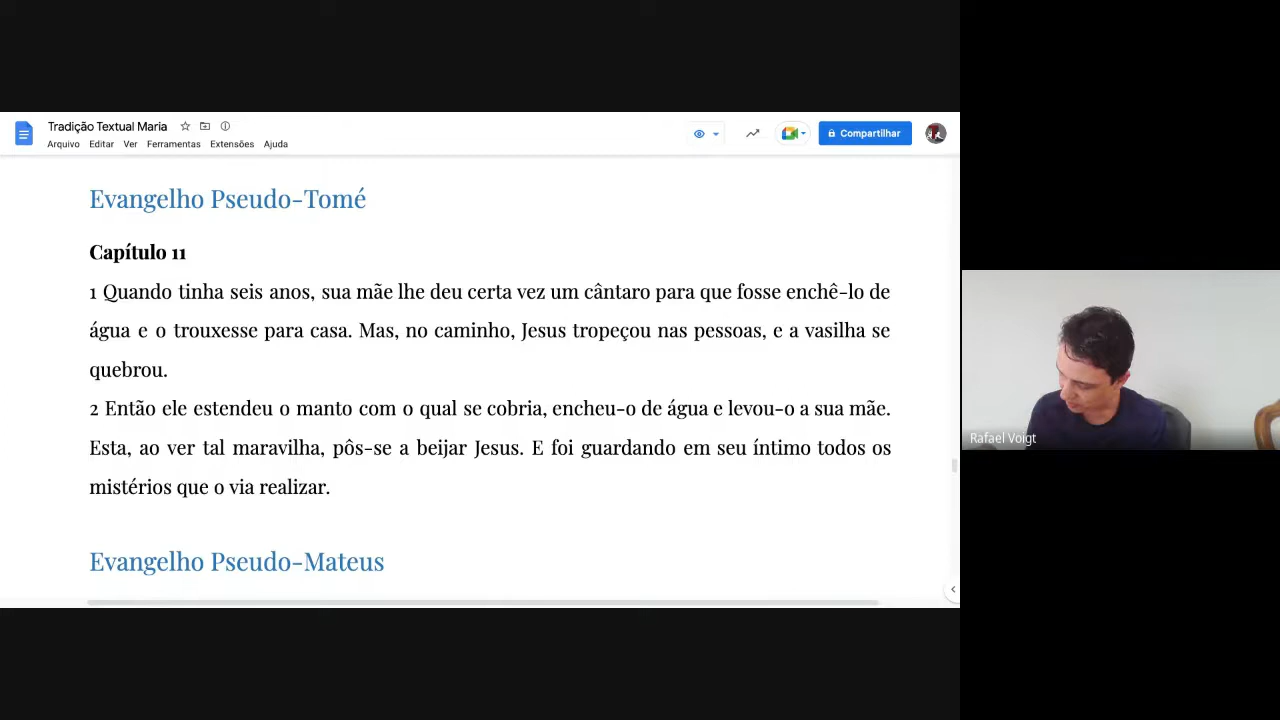 Tradição Textual Maria
Arquivo Editar Ver Ferramentas Extensões Ajuda
Compartilhar
Evangelho Pseudo-Tomé
Capítulo 11
1 Quando tinha seis anos, sua mãe lhe deu certa vez um cântaro para que fosse enchê-lo de
água e o trouxesse para casa. Mas, no caminho, Jesus tropeçou nas pessoas, e a vasilha se
quebrou.
2 Então ele estendeu o manto com o qual se cobria, encheu-o de água e levou-o a sua mãe.
Esta, ao ver tal maravilha, pôs-se a beijar Jesus. E foi guardando em seu íntimo todos os
mistérios que o via realizar.
Evangelho Pseudo-Mateus
Rafael Voigt